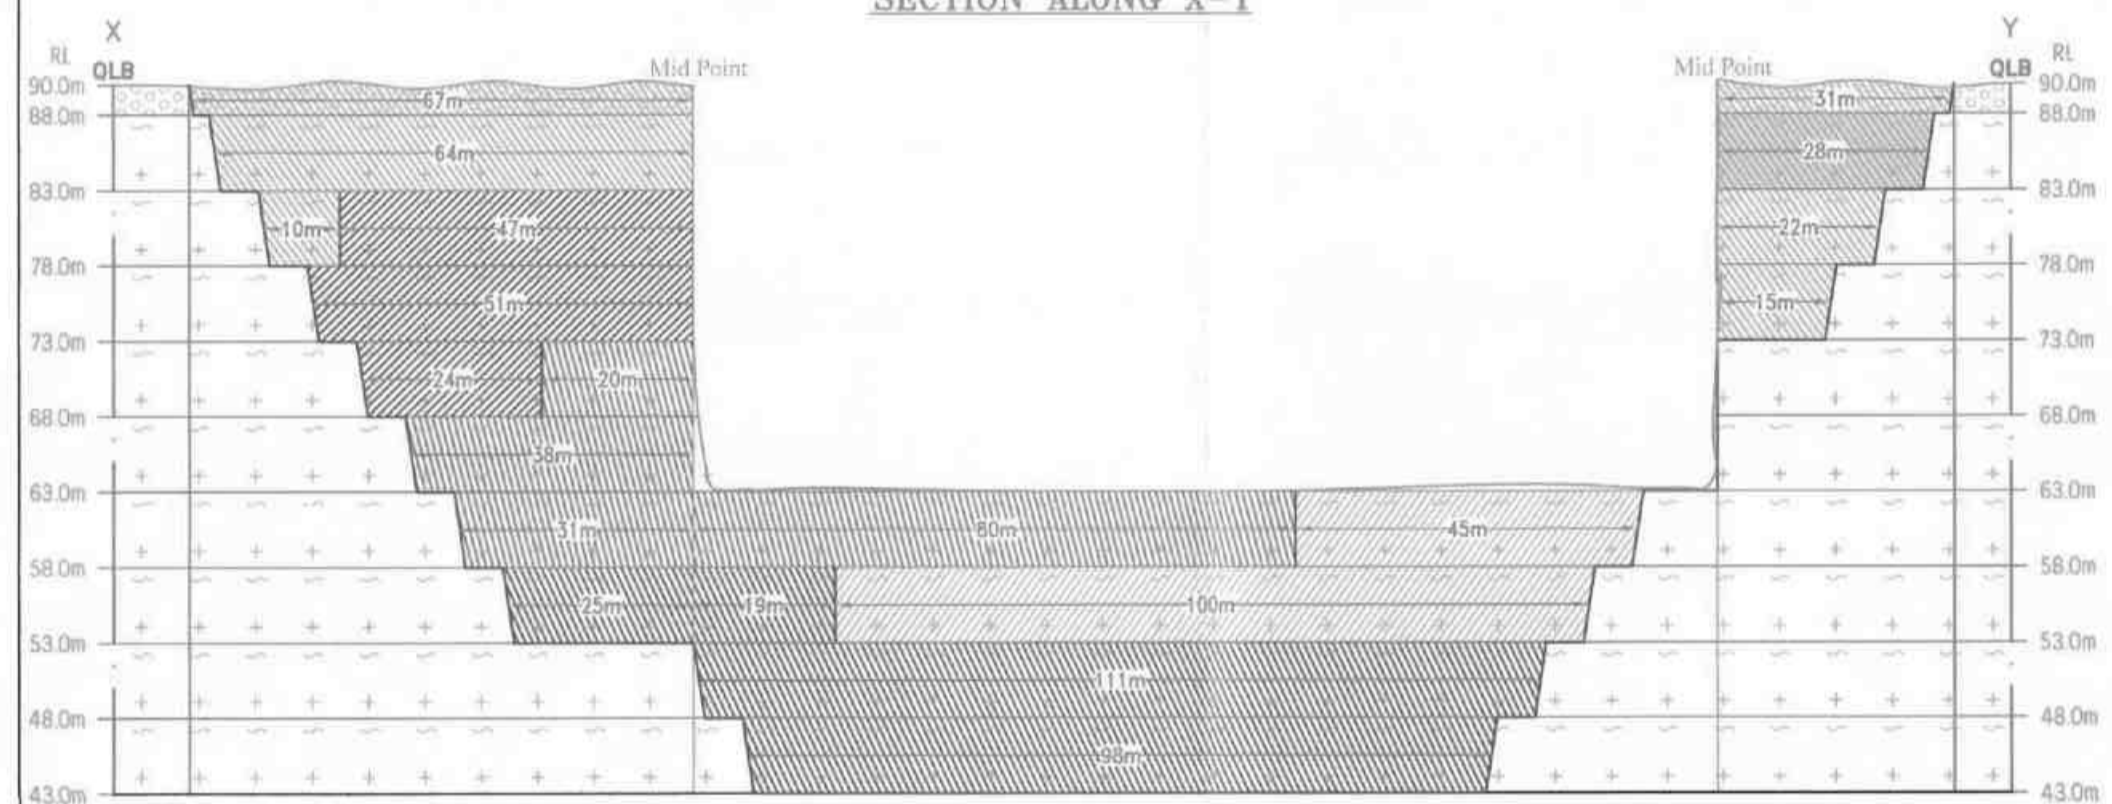 SECTION ALONG X-Y
X Y
RL QLB Mid Point Mid Point QLB RL
90.0m 67m 31m 90.0m
88.0m 88.0m
64m 28m
83.0m 83.0m
10m 47m 22m
78.0m 78.0m
51m 15m
73.0m 73.0m
24m 20m
68.0m 68.0m
38m
63.0m 63.0m
31m 80m 45m
58.0m 58.0m
25m 19m 100m
53.0m 53.0m
111m
48.0m 48.0m
98m
43.0m 43.0m